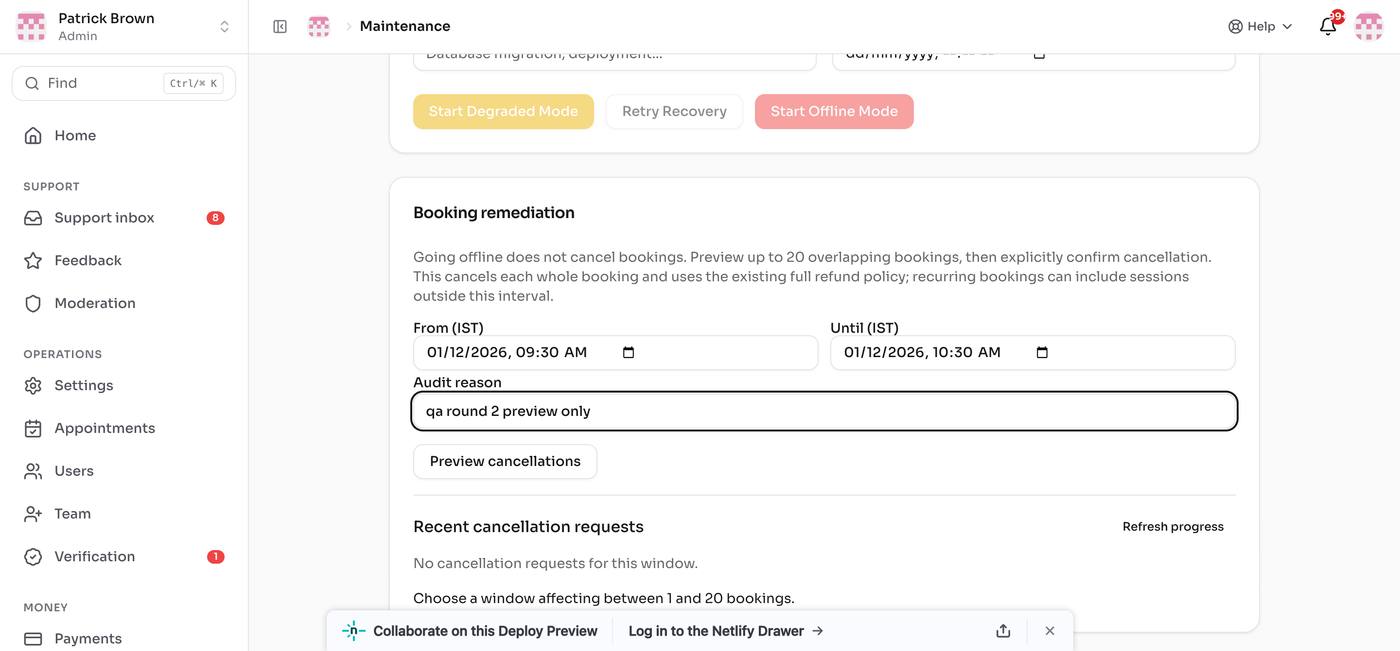 Patrick Brown
Admin
Maintenance
Help
99+
Find
Ctrl/⌘ K
Home
SUPPORT
Support inbox
8
Feedback
Moderation
OPERATIONS
Settings
Appointments
Users
Team
Verification
1
MONEY
Payments
Database migration, deployment...
dd/mm/yyyy, --:-- --
Start Degraded Mode
Retry Recovery
Start Offline Mode
Booking remediation
Going offline does not cancel bookings. Preview up to 20 overlapping bookings, then explicitly confirm cancellation.
This cancels each whole booking and uses the existing full refund policy; recurring bookings can include sessions
outside this interval.
From (IST)
Until (IST)
01/12/2026, 09:30 AM
01/12/2026, 10:30 AM
Audit reason
qa round 2 preview only
Preview cancellations
Recent cancellation requests
Refresh progress
No cancellation requests for this window.
Choose a window affecting between 1 and 20 bookings.
Collaborate on this Deploy Preview
Log in to the Netlify Drawer →